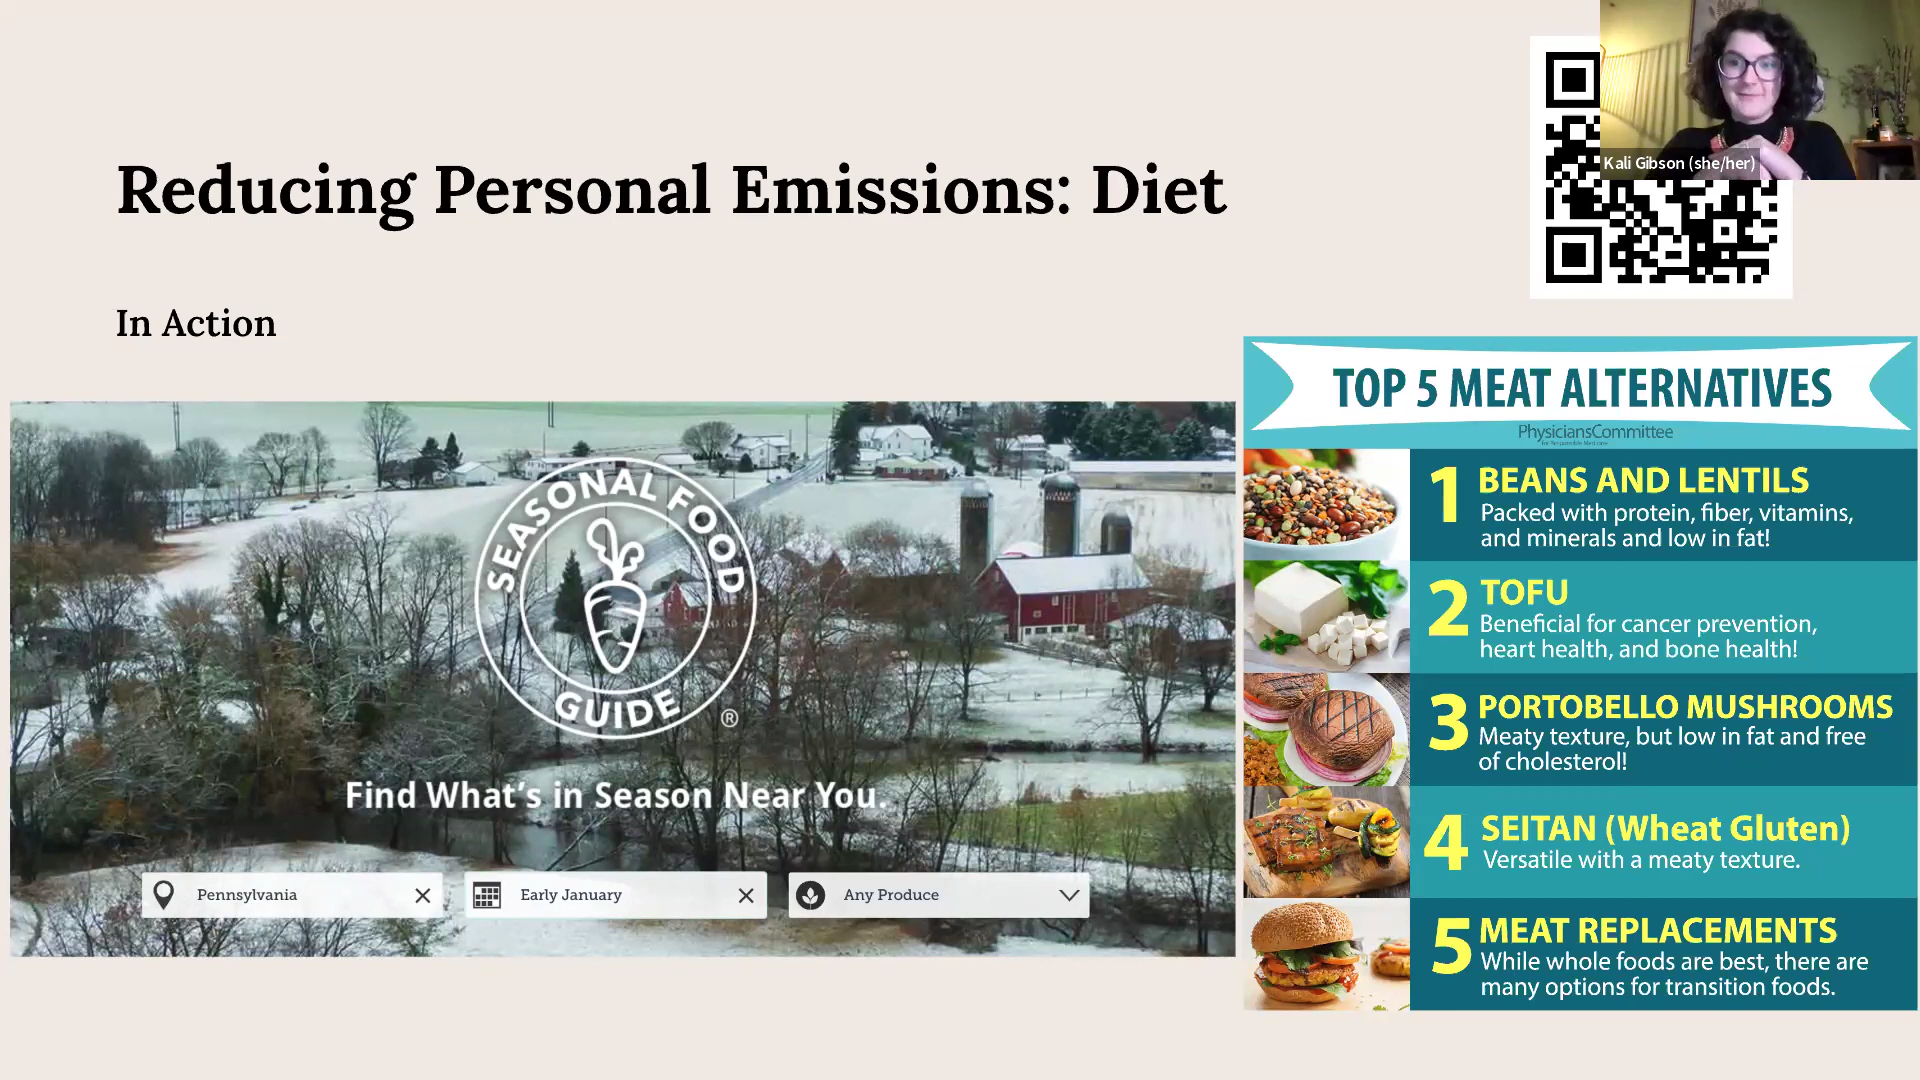 Kali Gibson (she/her)
Reducing Personal Emissions: Diet
In Action
SEASONAL FOOD
GUIDE
®
Find What's in Season Near You.
Pennsylvania
Early January
Any Produce
TOP 5 MEAT ALTERNATIVES
PhysiciansCommittee
for Responsible Medicine
1 BEANS AND LENTILS
Packed with protein, fiber, vitamins,
and minerals and low in fat!
2 TOFU
Beneficial for cancer prevention,
heart health, and bone health!
3 PORTOBELLO MUSHROOMS
Meaty texture, but low in fat and free
of cholesterol!
4 SEITAN (Wheat Gluten)
Versatile with a meaty texture.
5 MEAT REPLACEMENTS
While whole foods are best, there are
many options for transition foods.